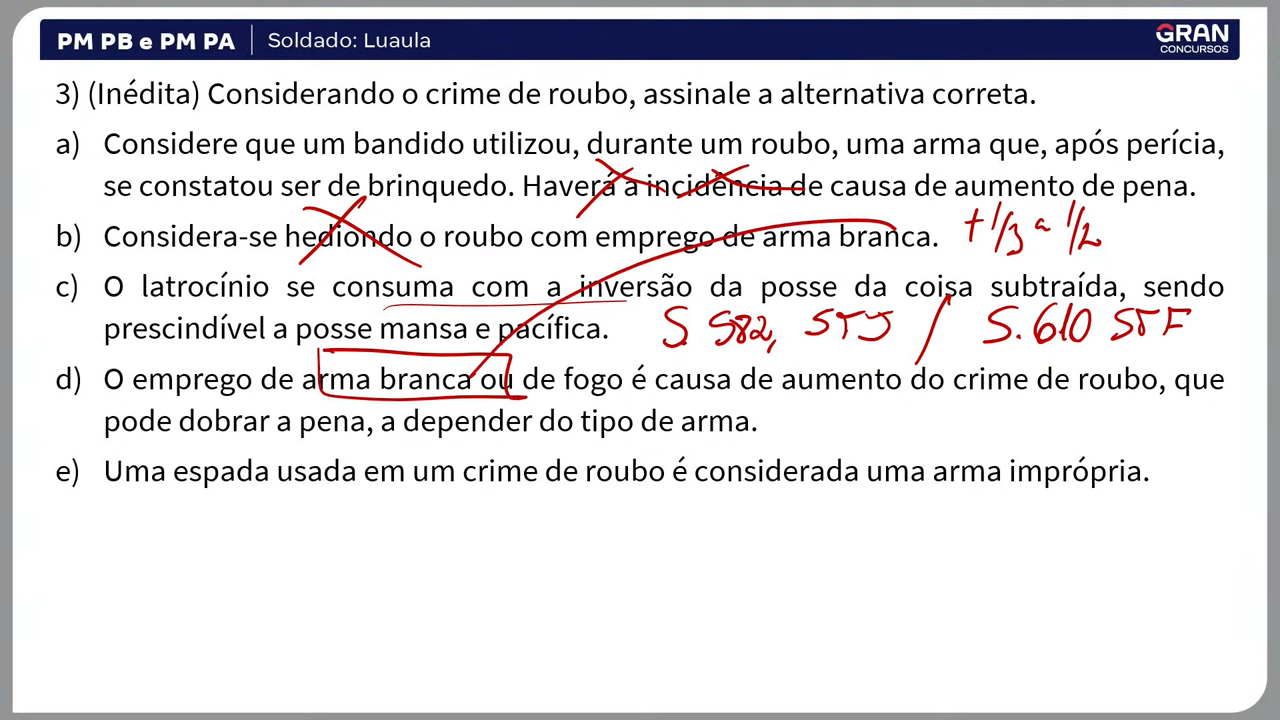 PM PB e PM PA | Soldado: Luaula
GRAN
CONCURSOS
3) (Inédita) Considerando o crime de roubo, assinale a alternativa correta.
a) Considere que um bandido utilizou, durante um roubo, uma arma que, após perícia,
se constatou ser de brinquedo. Haverá a incidência de causa de aumento de pena.
b) Considera-se hediondo o roubo com emprego de arma branca. + 1/3 a 1/2
c) O latrocínio se consuma com a inversão da posse da coisa subtraída, sendo
prescindível a posse mansa e pacífica. S. 582, STJ / S. 610 STF
d) O emprego de arma branca ou de fogo é causa de aumento do crime de roubo, que
pode dobrar a pena, a depender do tipo de arma.
e) Uma espada usada em um crime de roubo é considerada uma arma imprópria.